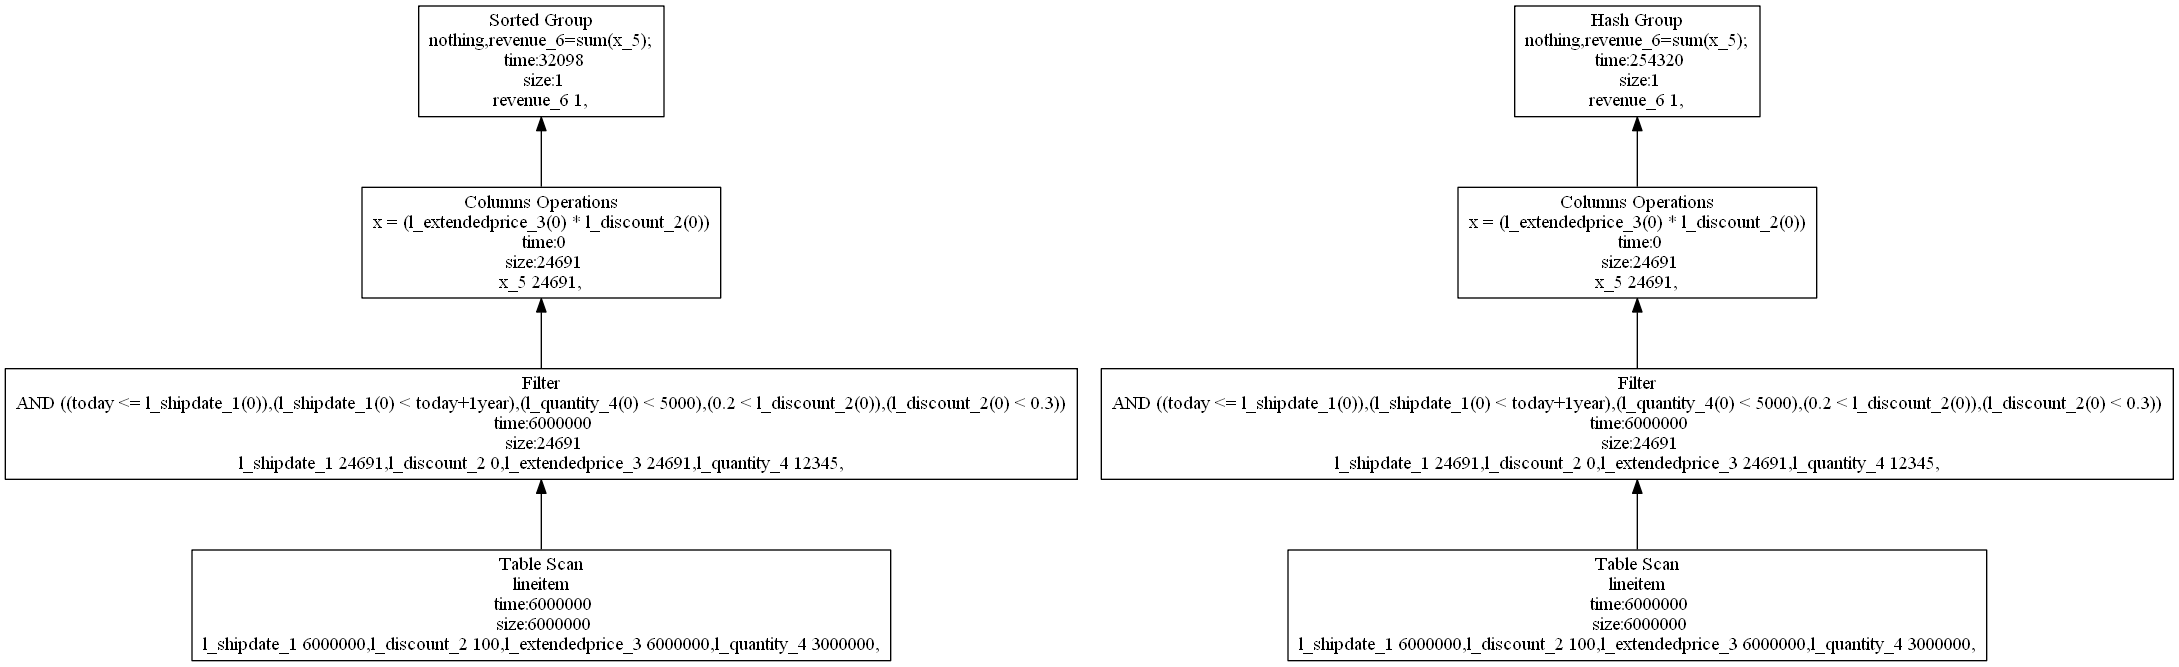 Sorted Group
nothing,revenue_6=sum(x_5);
time:32098
size:1
revenue_6 1,
Columns Operations
x = (l_extendedprice_3(0) * l_discount_2(0))
time:0
size:24691
x_5 24691,
Filter
AND ((today <= l_shipdate_1(0)),(l_shipdate_1(0) < today+1year),(l_quantity_4(0) < 5000),(0.2 < l_discount_2(0)),(l_discount_2(0) < 0.3))
time:6000000
size:24691
l_shipdate_1 24691,l_discount_2 0,l_extendedprice_3 24691,l_quantity_4 12345,
Table Scan
lineitem
time:6000000
size:6000000
l_shipdate_1 6000000,l_discount_2 100,l_extendedprice_3 6000000,l_quantity_4 3000000,
Hash Group
nothing,revenue_6=sum(x_5);
time:254320
size:1
revenue_6 1,
Columns Operations
x = (l_extendedprice_3(0) * l_discount_2(0))
time:0
size:24691
x_5 24691,
Filter
AND ((today <= l_shipdate_1(0)),(l_shipdate_1(0) < today+1year),(l_quantity_4(0) < 5000),(0.2 < l_discount_2(0)),(l_discount_2(0) < 0.3))
time:6000000
size:24691
l_shipdate_1 24691,l_discount_2 0,l_extendedprice_3 24691,l_quantity_4 12345,
Table Scan
lineitem
time:6000000
size:6000000
l_shipdate_1 6000000,l_discount_2 100,l_extendedprice_3 6000000,l_quantity_4 3000000,